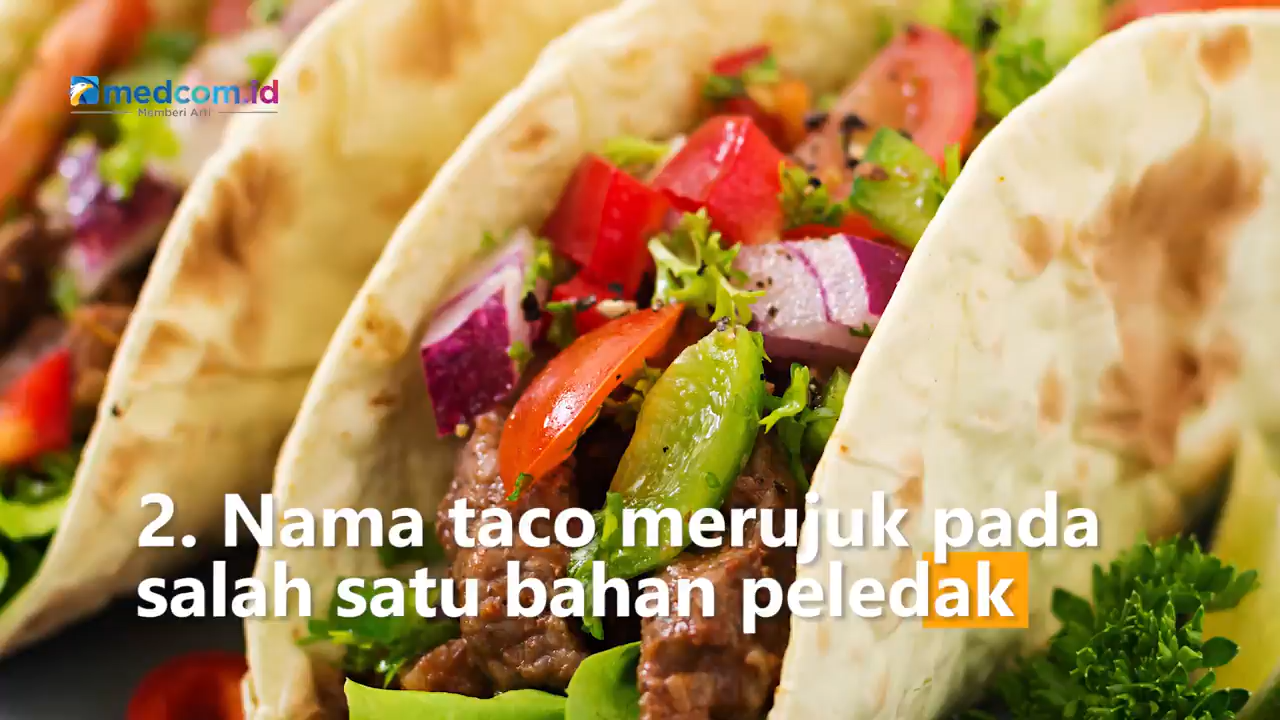 medcom.id
Memberi Arti
2. Nama taco merujuk pada
salah satu bahan peledak